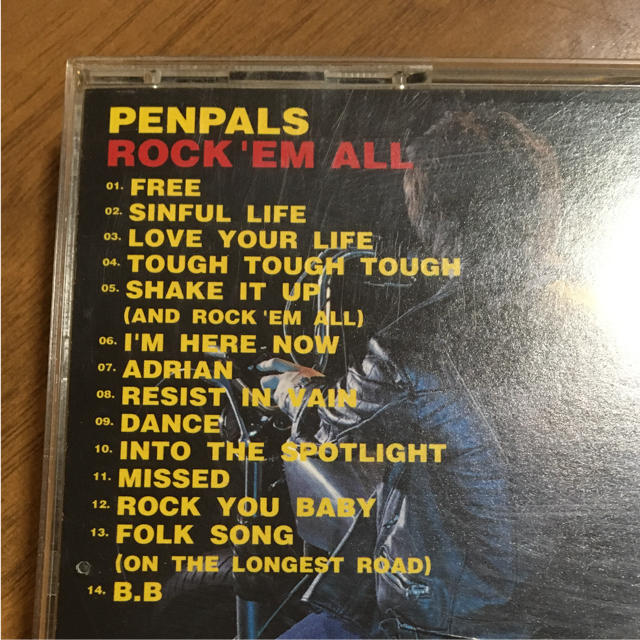 PENPALS
ROCK 'EM ALL
01. FREE
02. SINFUL LIFE
03. LOVE YOUR LIFE
04. TOUGH TOUGH TOUGH
05. SHAKE IT UP
(AND ROCK 'EM ALL)
06. I'M HERE NOW
07. ADRIAN
08. RESIST IN VAIN
09. DANCE
10. INTO THE SPOTLIGHT
11. MISSED
12. ROCK YOU BABY
13. FOLK SONG
(ON THE LONGEST ROAD)
14. B.B